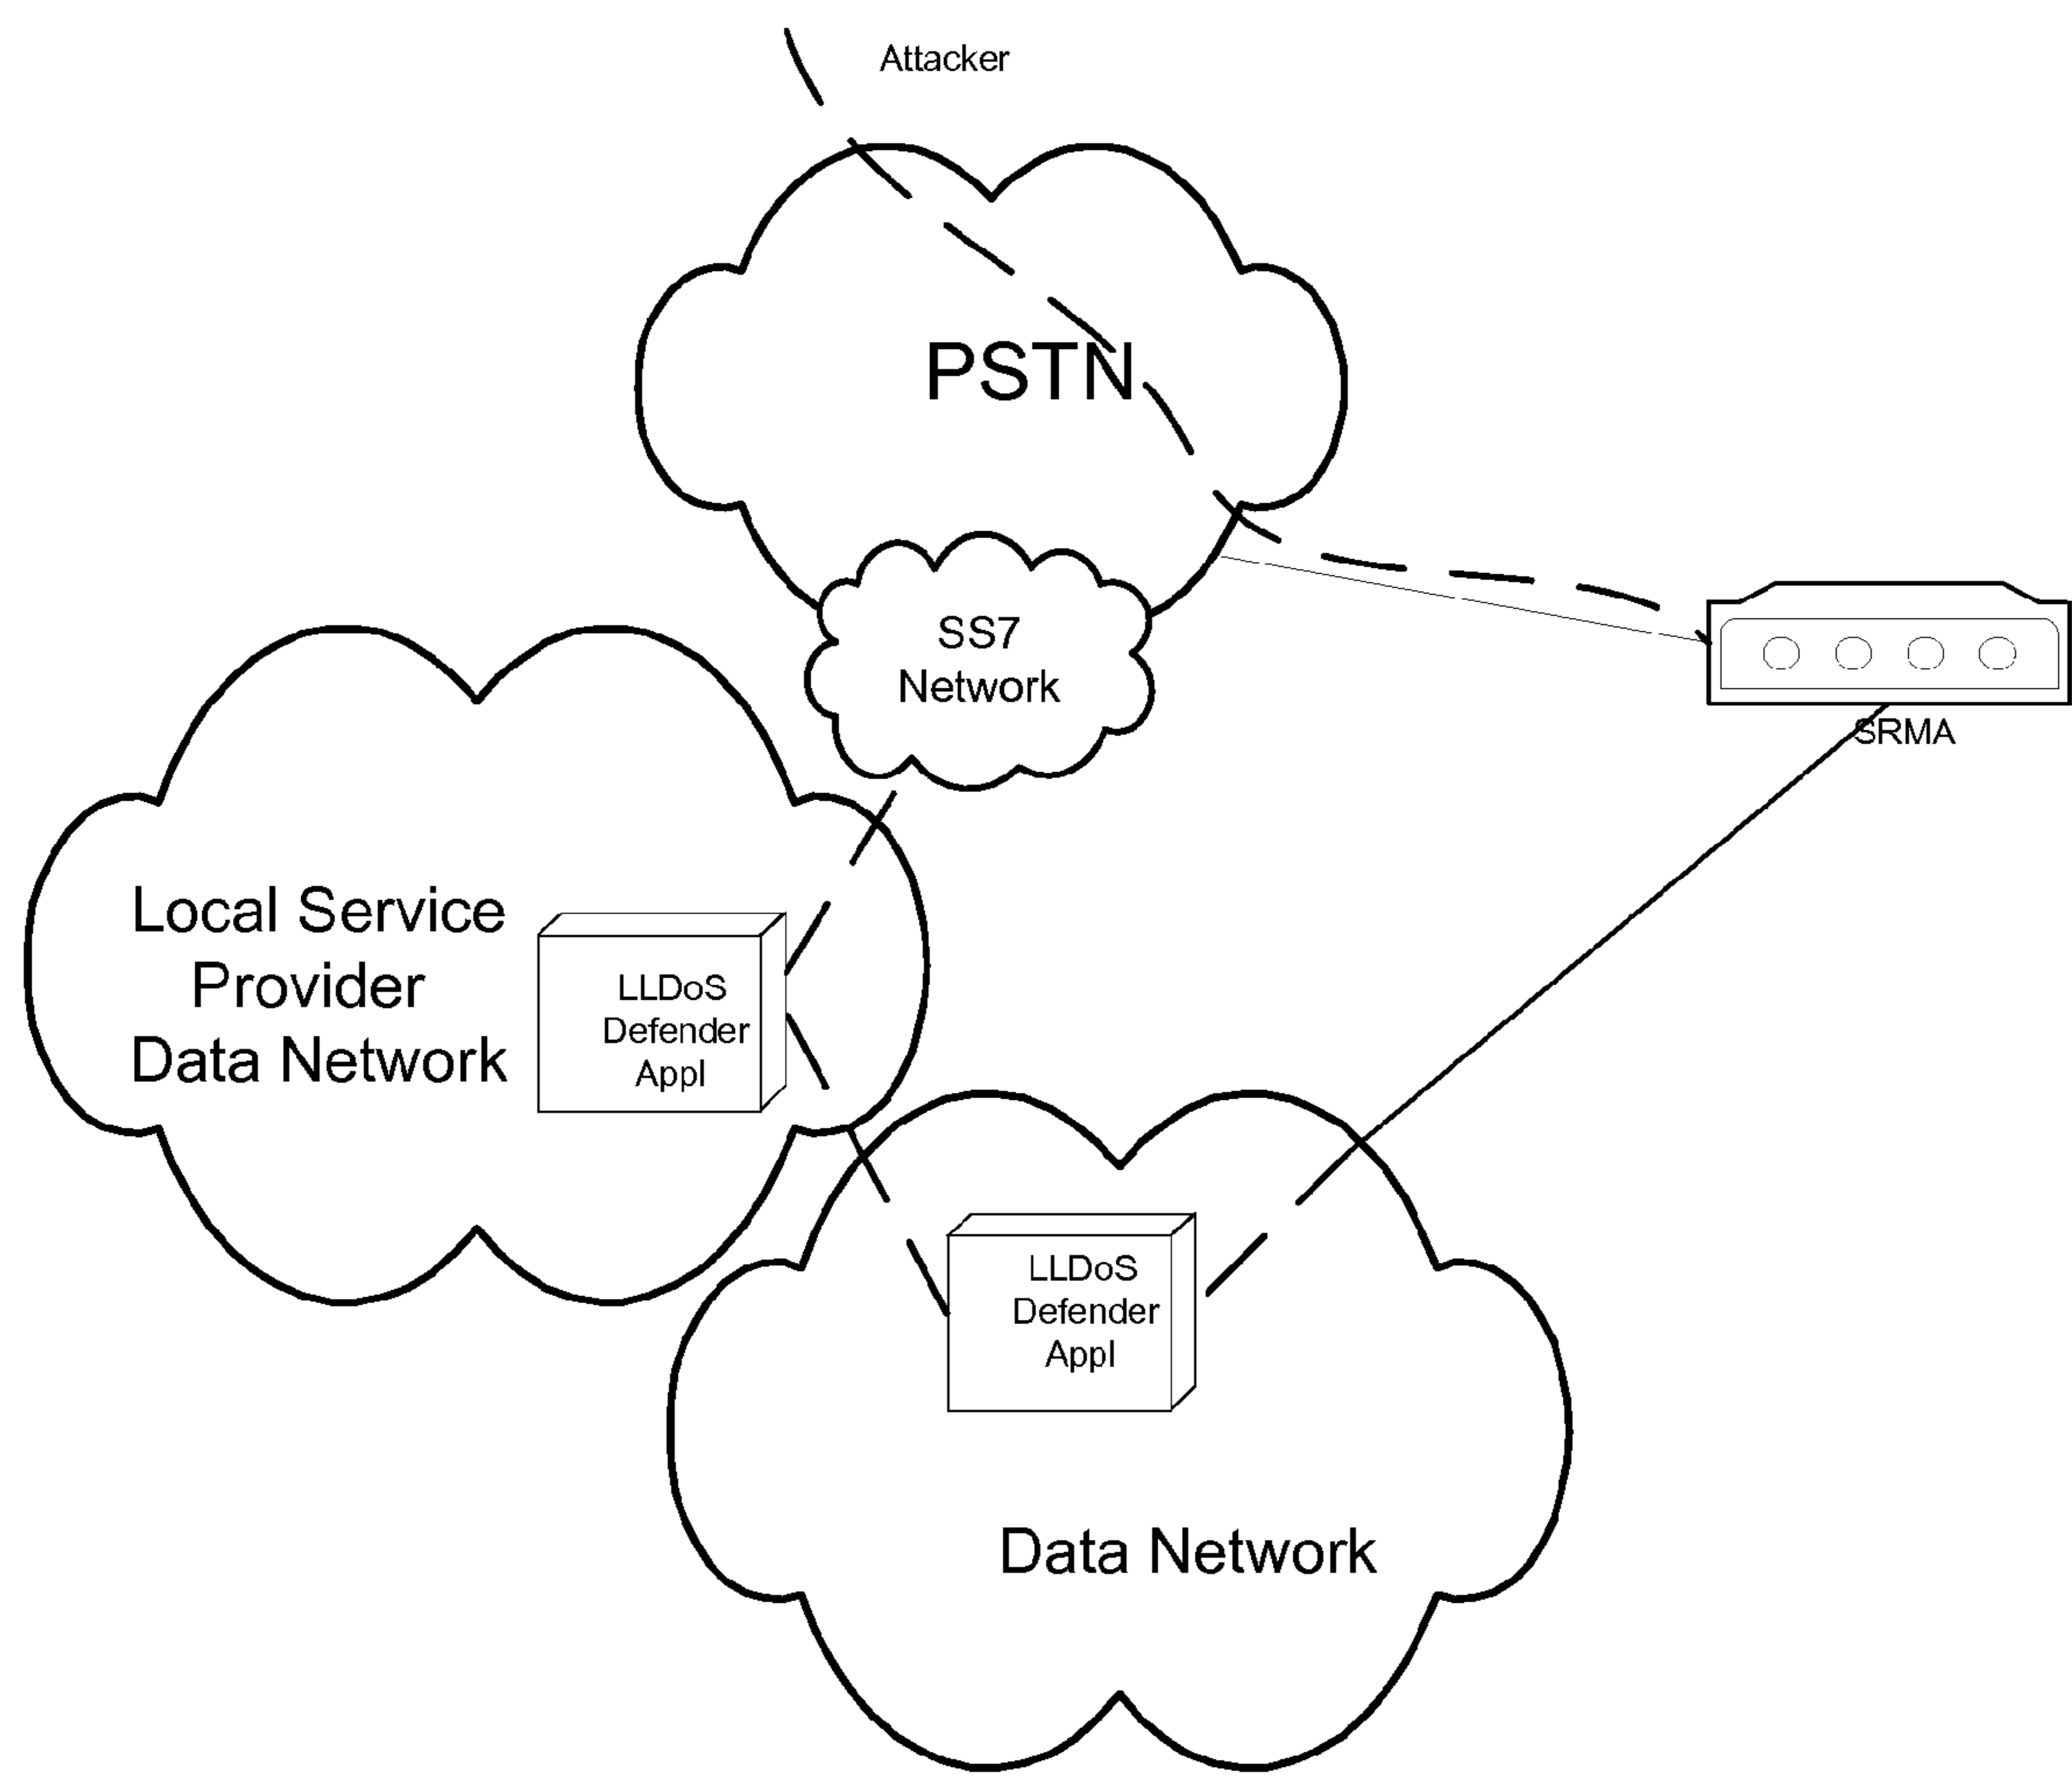 Attacker
PSTN
SS7
Network
SRMA
Local Service
Provider
Data Network
LLDoS
Defender
Appl
LLDoS
Defender
Appl
Data Network